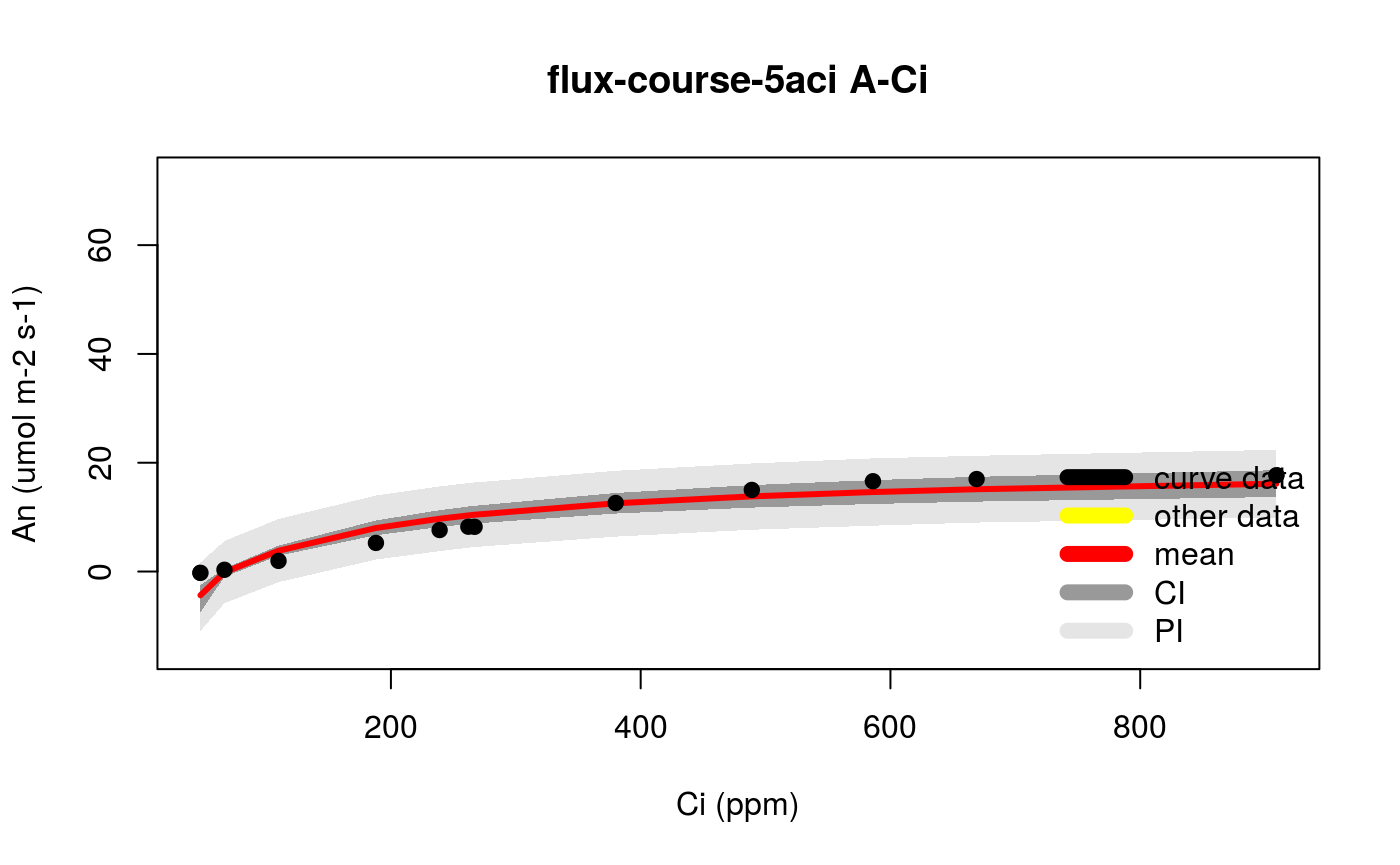 flux-course-5aci A-Ci
An (umol m-2 s-1)
60
40
20
0
curve data
other data
mean
CI
PI
200 400 600 800
Ci (ppm)